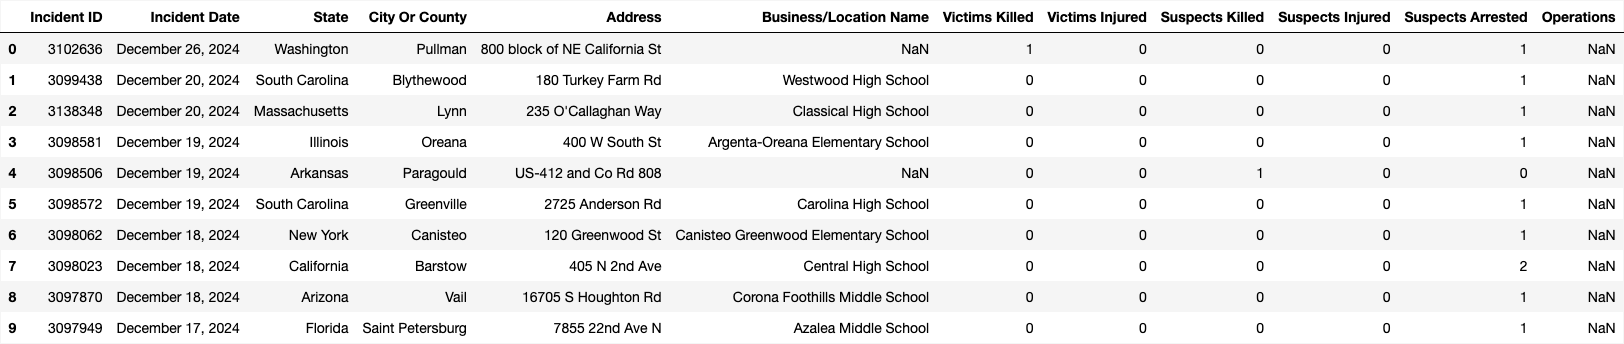 Incident ID Incident Date State City Or County Address Business/Location Name Victims Killed Victims Injured Suspects Killed Suspects Injured Suspects Arrested Operations
0 3102636 December 26, 2024 Washington Pullman 800 block of NE California St NaN 1 0 0 0 1 NaN
1 3099438 December 20, 2024 South Carolina Blythewood 180 Turkey Farm Rd Westwood High School 0 0 0 0 1 NaN
2 3138348 December 20, 2024 Massachusetts Lynn 235 O'Callaghan Way Classical High School 0 0 0 0 1 NaN
3 3098581 December 19, 2024 Illinois Oreana 400 W South St Argenta-Oreana Elementary School 0 0 0 0 1 NaN
4 3098506 December 19, 2024 Arkansas Paragould US-412 and Co Rd 808 NaN 0 0 1 0 0 NaN
5 3098572 December 19, 2024 South Carolina Greenville 2725 Anderson Rd Carolina High School 0 0 0 0 1 NaN
6 3098062 December 18, 2024 New York Canisteo 120 Greenwood St Canisteo Greenwood Elementary School 0 0 0 0 1 NaN
7 3098023 December 18, 2024 California Barstow 405 N 2nd Ave Central High School 0 0 0 0 2 NaN
8 3097870 December 18, 2024 Arizona Vail 16705 S Houghton Rd Corona Foothills Middle School 0 0 0 0 1 NaN
9 3097949 December 17, 2024 Florida Saint Petersburg 7855 22nd Ave N Azalea Middle School 0 0 0 0 1 NaN